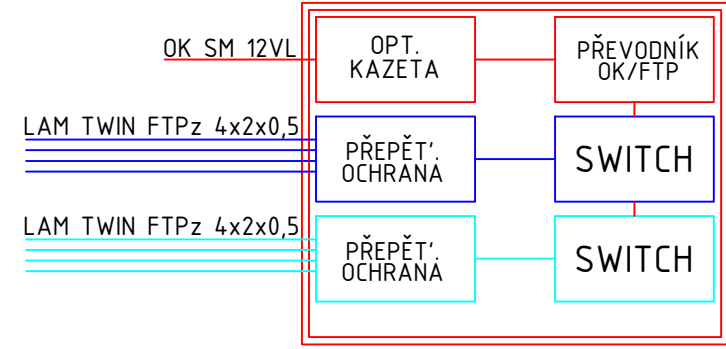 OK SM 12VL
OPT.
KAZETA
PŘEVODNÍK
OK/FTP
LAM TWIN FTPz 4x2x0,5
PŘEPĚŤ.
OCHRANA
SWITCH
LAM TWIN FTPz 4x2x0,5
PŘEPĚŤ.
OCHRANA
SWITCH